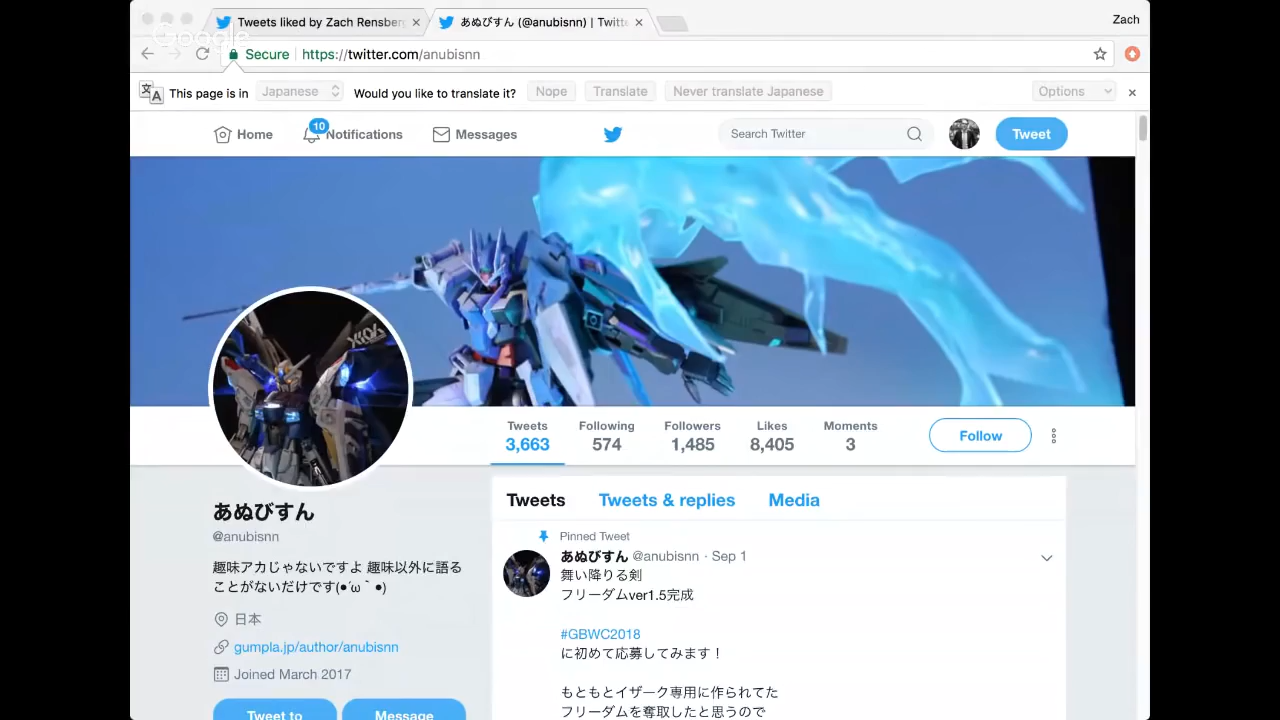 Tweets liked by Zach Rensberg ×
あぬびすん (@anubisnn) | Twitte ×
Zach
Google
Secure
https://twitter.com/anubisnn
This page is in
Japanese
Would you like to translate it?
Nope
Translate
Never translate Japanese
Options
×
Home
10
Notifications
Messages
Search Twitter
Tweet
Tweets
Following
Followers
Likes
Moments
3,663
574
1,485
8,405
3
Follow
あぬびすん
@anubisnn
趣味アカじゃないですよ 趣味以外に語る
ことがないだけです(●´ω｀●)
日本
gumpla.jp/author/anubisnn
Joined March 2017
Tweet to
Message
Tweets
Tweets & replies
Media
Pinned Tweet
あぬびすん @anubisnn · Sep 1
舞い降りる剣
フリーダムver1.5完成
#GBWC2018
に初めて応募してみます！
もともとイザーク専用に作られてた
フリーダムを奪取したと思うので